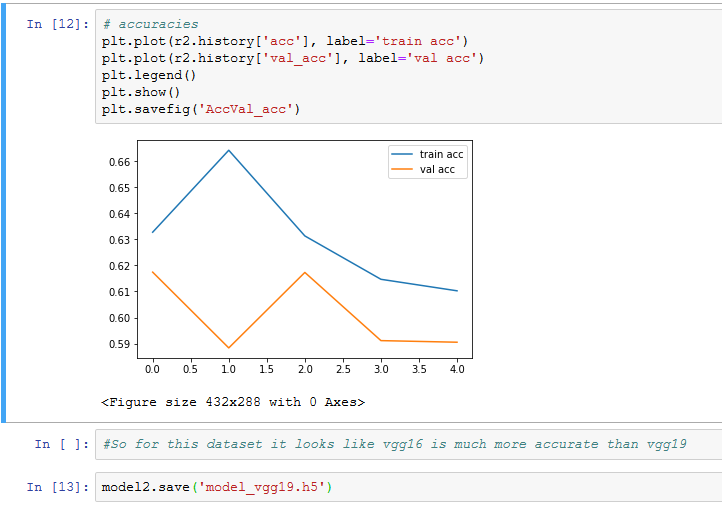 In [12]:
# accuracies
plt.plot(r2.history['acc'], label='train acc')
plt.plot(r2.history['val_acc'], label='val acc')
plt.legend()
plt.show()
plt.savefig('AccVal_acc')
train acc
val acc
0.66
0.65
0.64
0.63
0.62
0.61
0.60
0.59
0.0 0.5 1.0 1.5 2.0 2.5 3.0 3.5 4.0
<Figure size 432x288 with 0 Axes>
In [ ]:
#So for this dataset it looks like vgg16 is much more accurate than vgg19
In [13]:
model2.save('model_vgg19.h5')